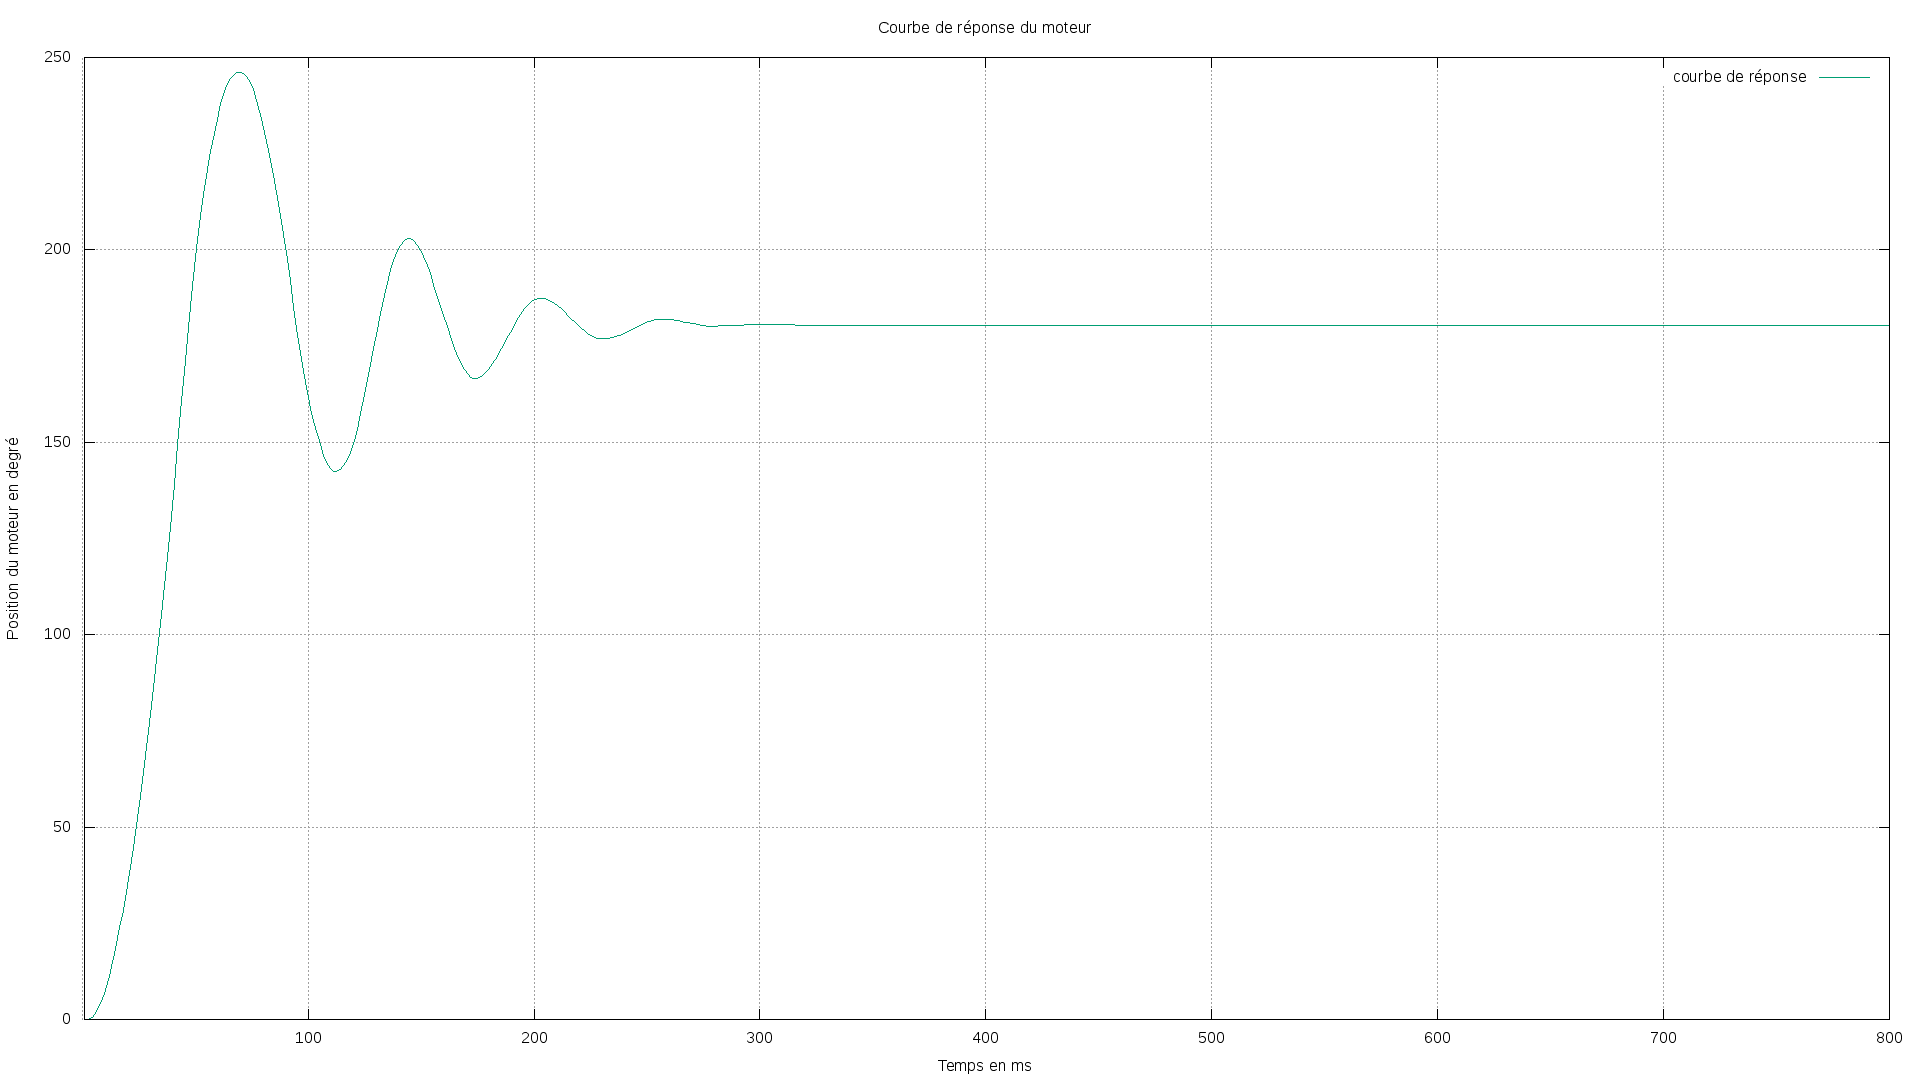 Courbe de réponse du moteur
courbe de réponse
250
200
150
100
50
0
Position du moteur en degré
100 200 300 400 500 600 700 800
Temps en ms